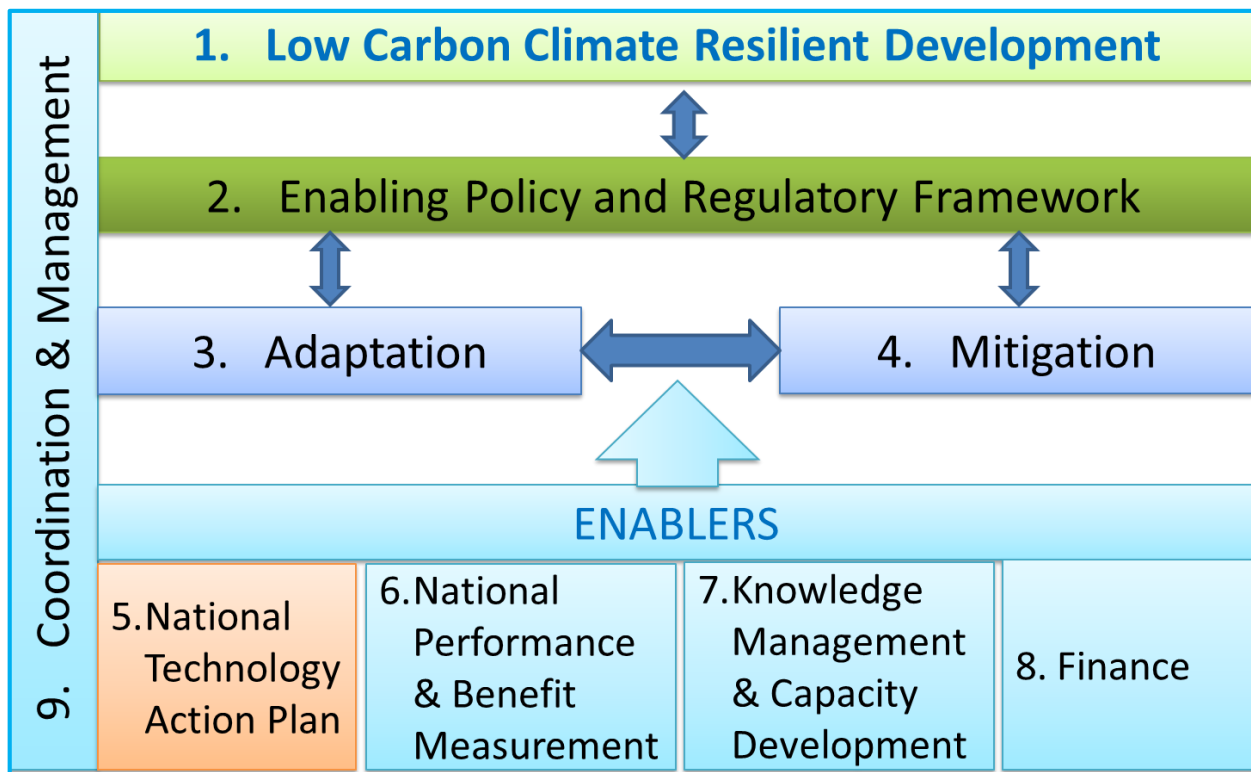 9. Coordination & Management
1. Low Carbon Climate Resilient Development
2. Enabling Policy and Regulatory Framework
3. Adaptation
4. Mitigation
ENABLERS
5. National
Technology
Action Plan
6. National
Performance
& Benefit
Measurement
7. Knowledge
Management
& Capacity
Development
8. Finance